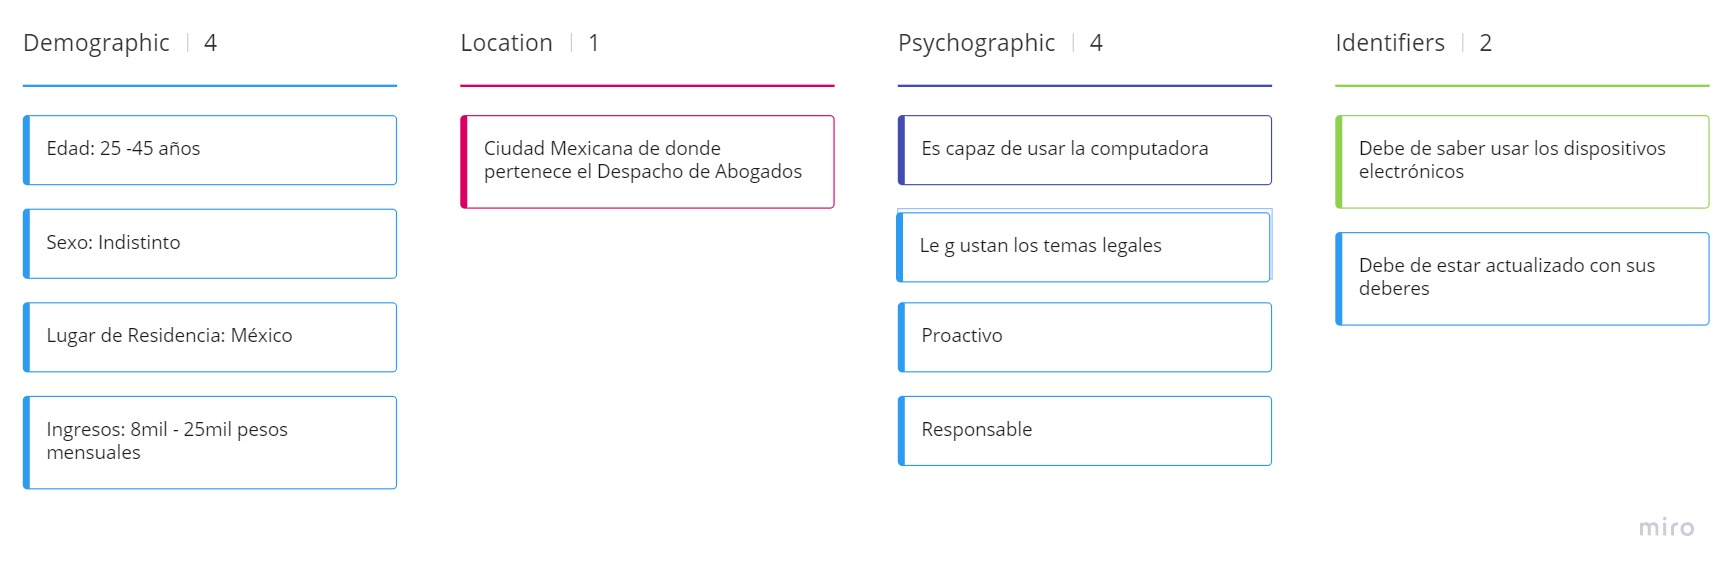 Demographic | 4
Edad: 25 -45 años
Sexo: Indistinto
Lugar de Residencia: México
Ingresos: 8mil - 25mil pesos
mensuales
Location | 1
Ciudad Mexicana de donde
pertenece el Despacho de Abogados
Psychographic | 4
Es capaz de usar la computadora
Le g ustan los temas legales
Proactivo
Responsable
Identifiers | 2
Debe de saber usar los dispositivos
electrónicos
Debe de estar actualizado con sus
deberes
miro